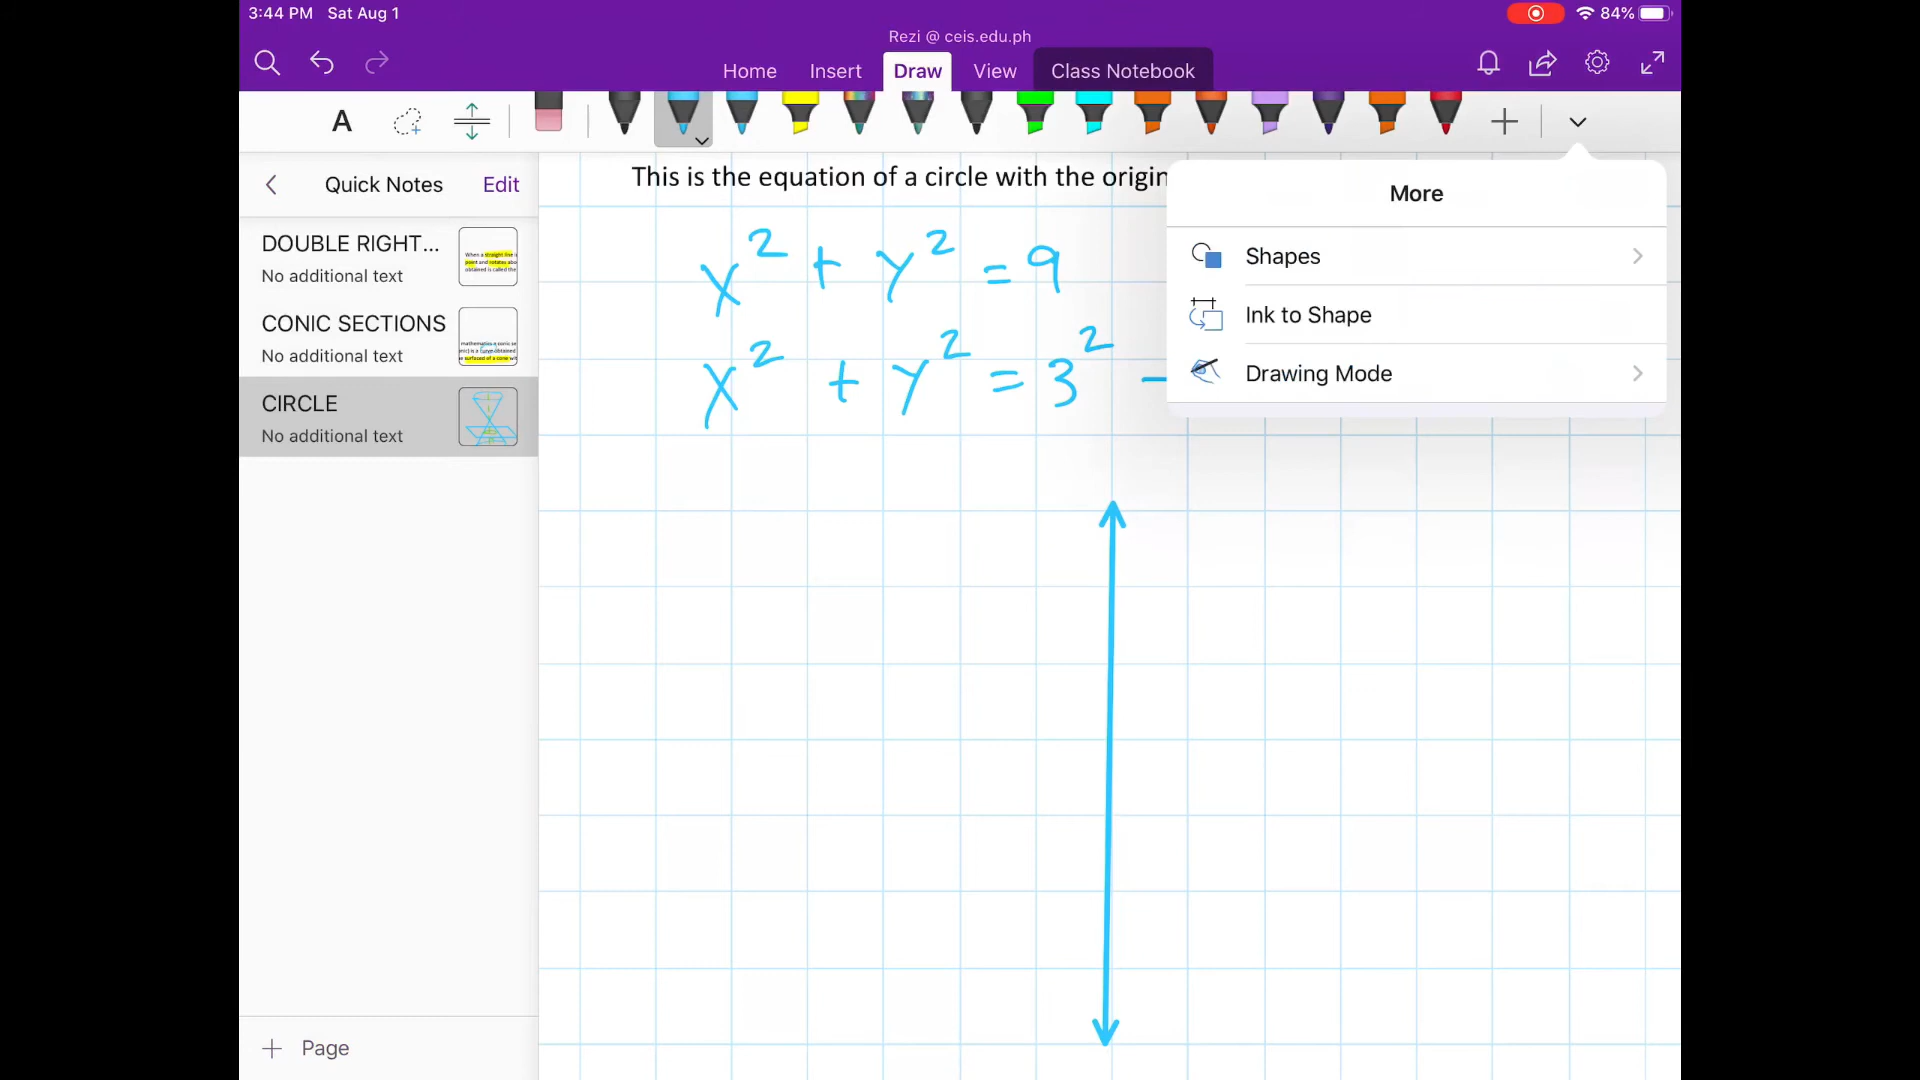 3:44 PM Sat Aug 1
84%
Rezi @ ceis.edu.ph
Home Insert Draw View Class Notebook
A
Quick Notes Edit
DOUBLE RIGHT...
No additional text
CONIC SECTIONS
No additional text
CIRCLE
No additional text
+ Page
This is the equation of a circle with the origin
x² + y² = 9
x² + y² = 3² –
More
Shapes
Ink to Shape
Drawing Mode